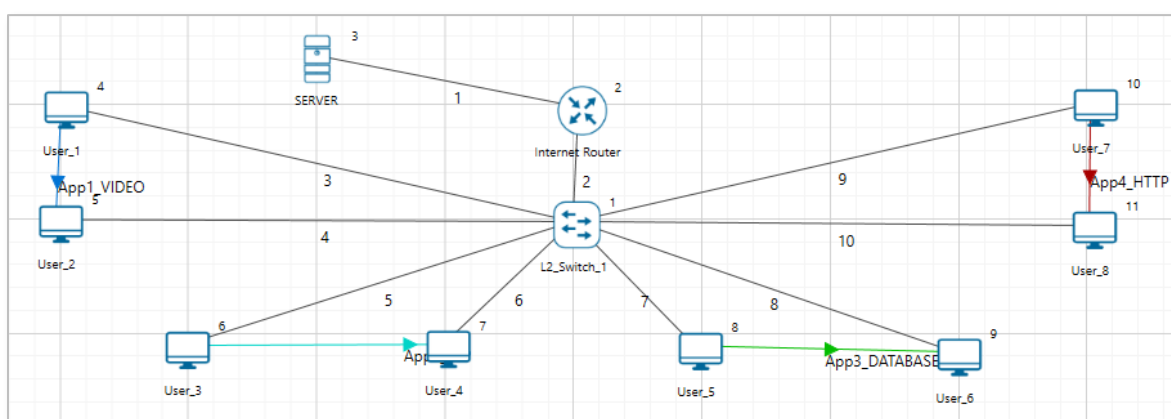 3
SERVER
1
2
Internet Router
4
User_1
3
App1_VIDEO
5
User_2
4
2
1
L2_Switch_1
10
User_7
9
App4_HTTP
11
User_8
10
5
6
7
8
6
User_3
App
7
User_4
8
User_5
App3_DATABASE
9
User_6